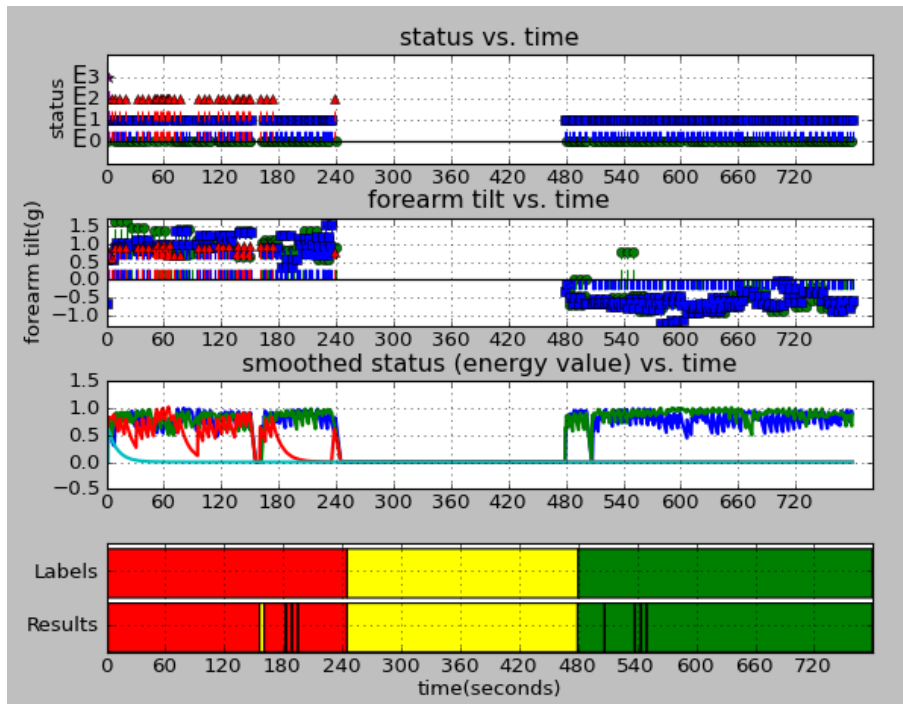 status vs. time
E3
E2
E1
E0
status
0 60 120 180 240 300 360 420 480 540 600 660 720
forearm tilt vs. time
1.5
1.0
0.5
0.0
−0.5
−1.0
forearm tilt(g)
0 60 120 180 240 300 360 420 480 540 600 660 720
smoothed status (energy value) vs. time
1.5
1.0
0.5
0.0
−0.5
0 60 120 180 240 300 360 420 480 540 600 660 720
Labels
Results
0 60 120 180 240 300 360 420 480 540 600 660 720
time(seconds)